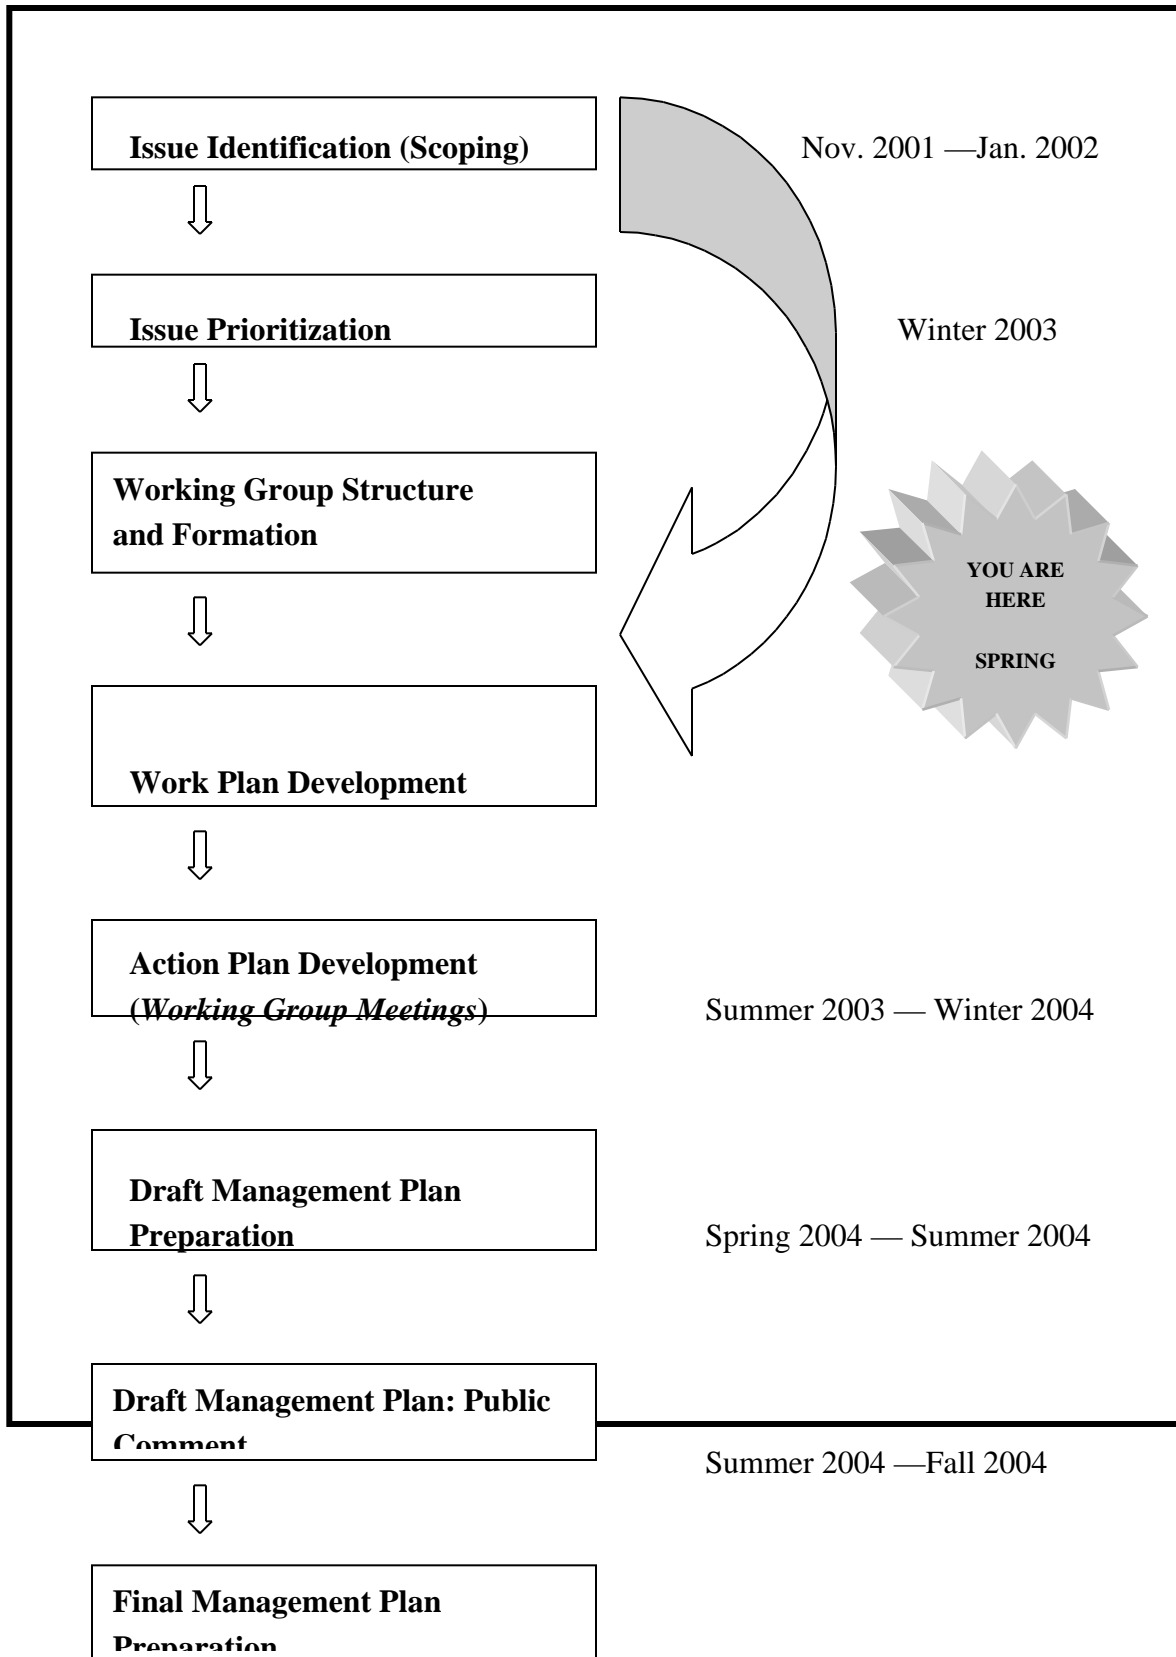 Issue Identification (Scoping)
Nov. 2001 —Jan. 2002
Issue Prioritization
Winter 2003
Working Group Structure
and Formation
YOU ARE
HERE
SPRING
Work Plan Development
Action Plan Development
(Working Group Meetings)
Summer 2003 — Winter 2004
Draft Management Plan
Preparation
Spring 2004 — Summer 2004
Draft Management Plan: Public
Comment
Summer 2004 —Fall 2004
Final Management Plan
Preparation